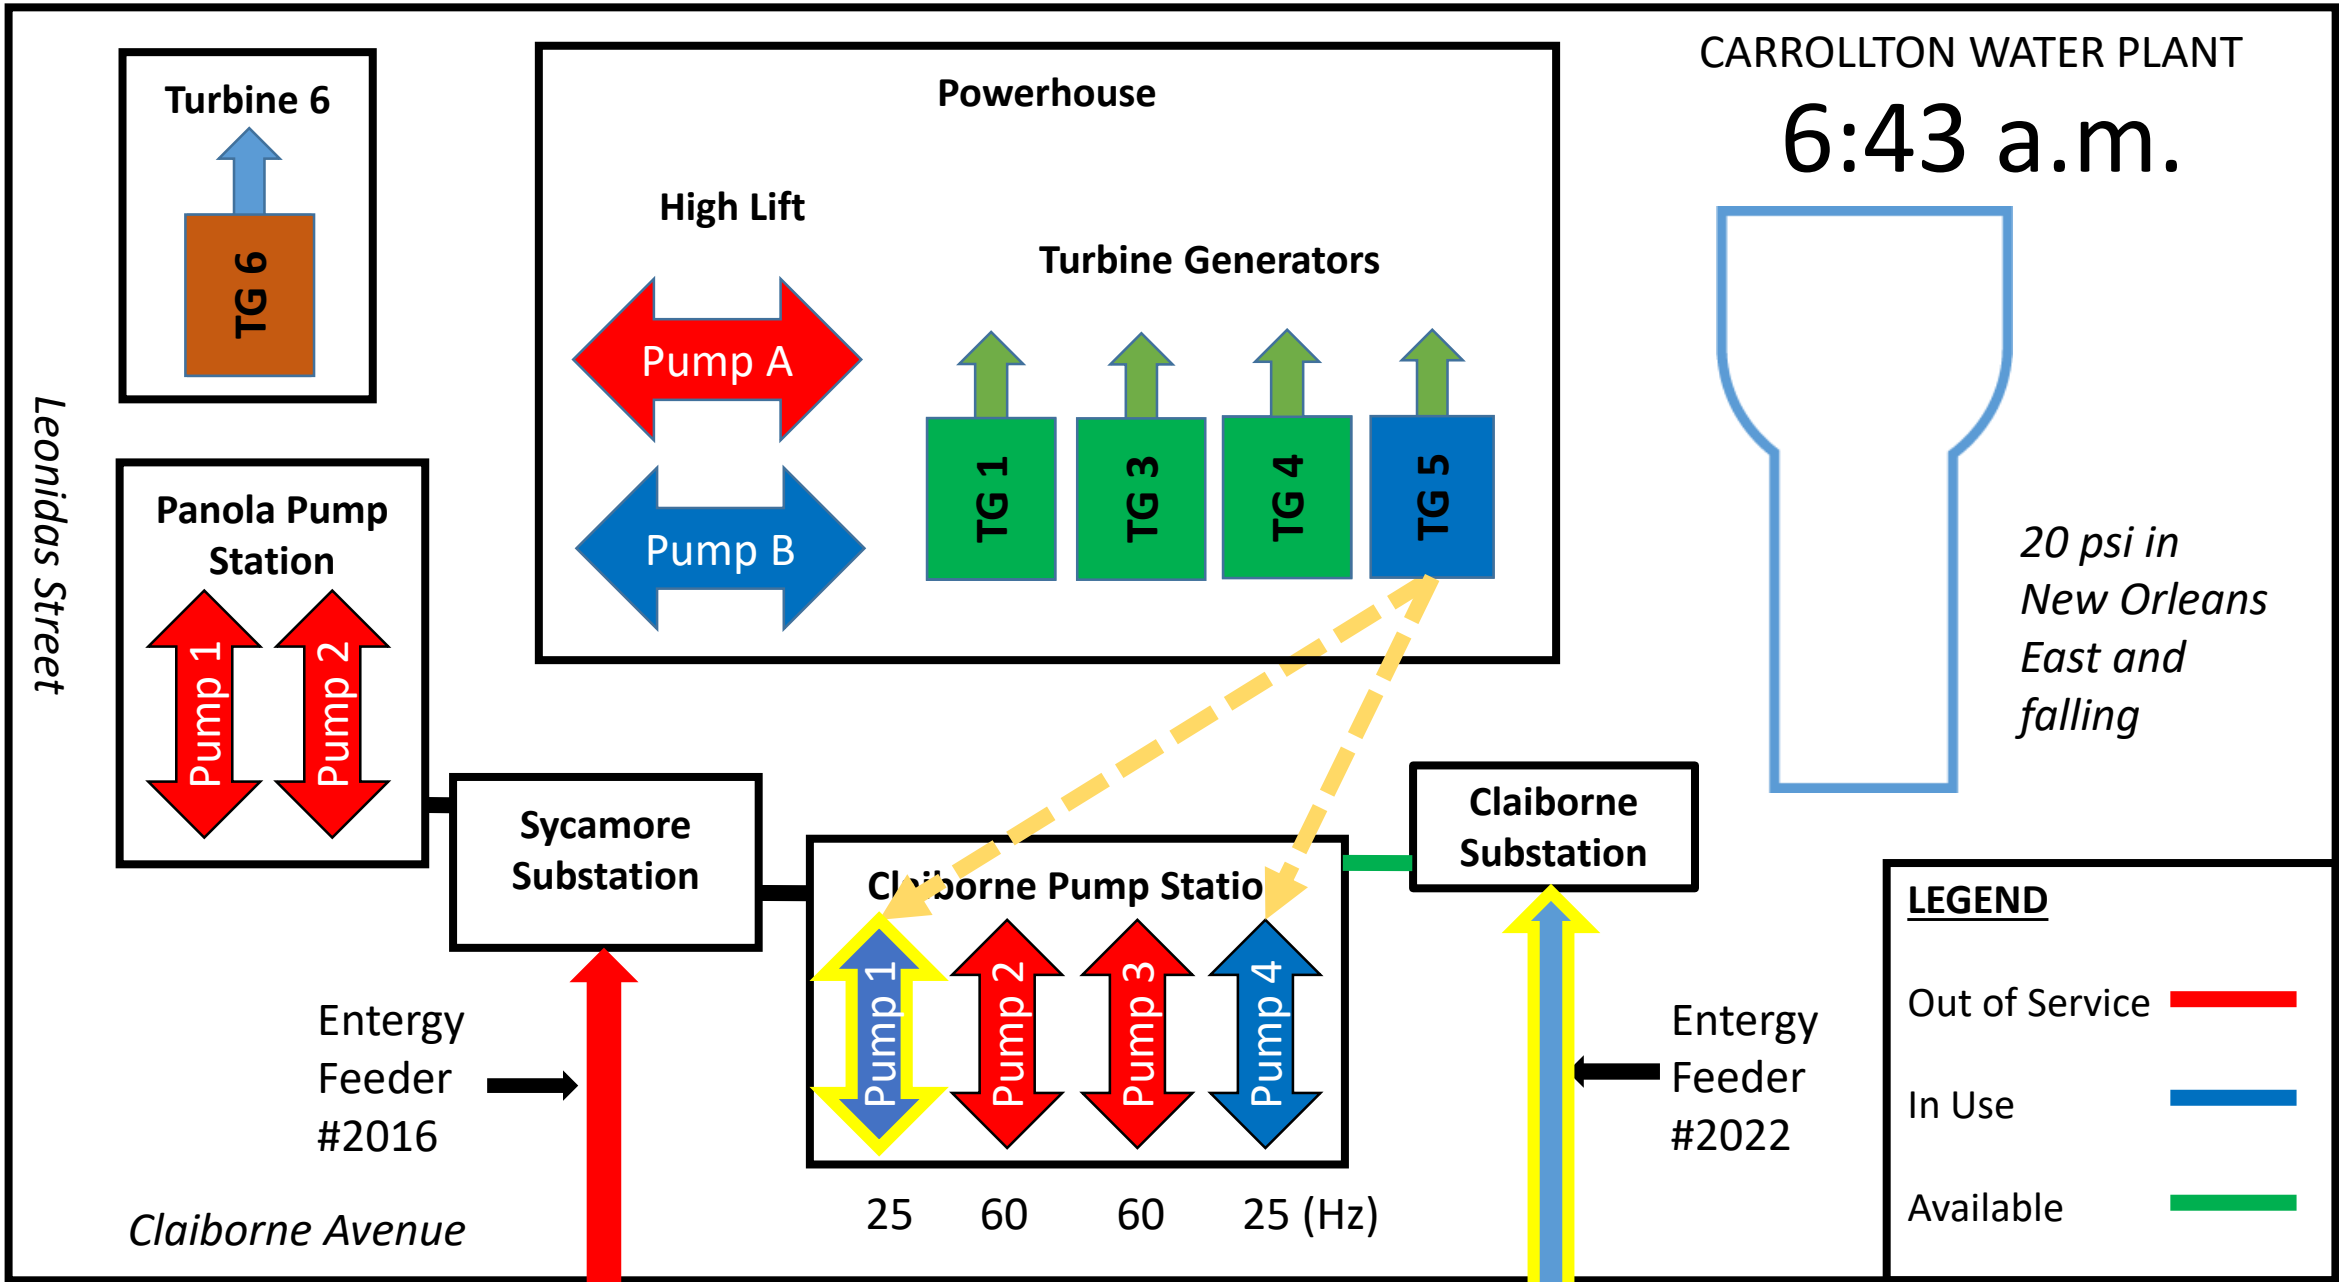 CARROLLTON WATER PLANT
6:43 a.m.
Turbine 6
TG 6
Powerhouse
High Lift
Pump A
Pump B
Turbine Generators
TG 1
TG 3
TG 4
TG 5
20 psi in
New Orleans
East and
falling
Leonidas Street
Panola Pump
Station
Pump 1
Pump 2
Sycamore
Substation
Claiborne Pump Statio
Pump 1
Pump 2
Pump 3
Pump 4
25
60
60
25 (Hz)
Claiborne
Substation
Entergy
Feeder
#2016
Entergy
Feeder
#2022
Claiborne Avenue
LEGEND
Out of Service
In Use
Available